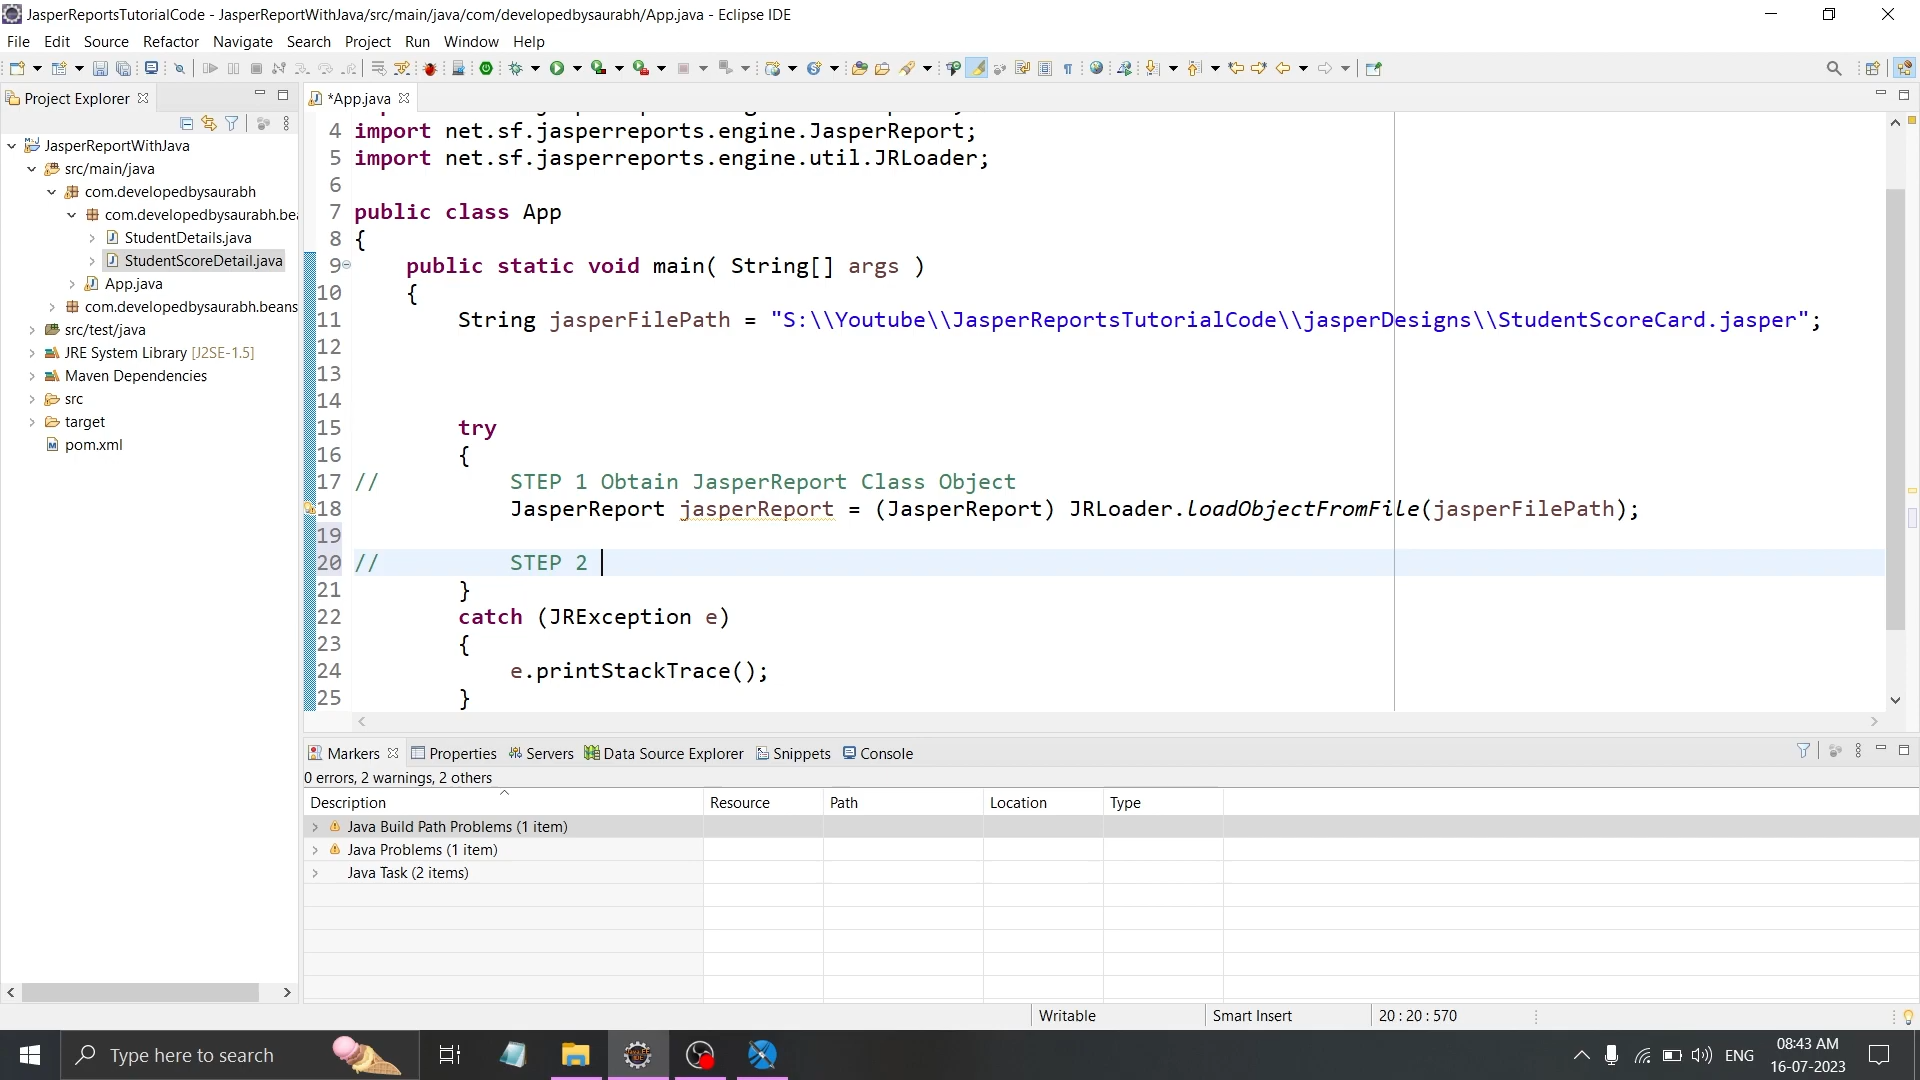 JasperReportsTutorialCode - JasperReportWithJava/src/main/java/com/developedbysaurabh/App.java - Eclipse IDE
File Edit Source Refactor Navigate Search Project Run Window Help
Project Explorer
*App.java
JasperReportWithJava
src/main/java
com.developedbysaurabh
com.developedbysaurabh.bea
StudentDetails.java
StudentScoreDetail.java
App.java
com.developedbysaurabh.beans
src/test/java
JRE System Library [J2SE-1.5]
Maven Dependencies
src
target
pom.xml
4 import net.sf.jasperreports.engine.JasperReport;
5 import net.sf.jasperreports.engine.util.JRLoader;
6
7 public class App
8 {
9 public static void main( String[] args )
10 {
11 String jasperFilePath = "S:\\Youtube\\JasperReportsTutorialCode\\jasperDesigns\\StudentScoreCard.jasper";
12
13
14
15 try
16 {
17 // STEP 1 Obtain JasperReport Class Object
18 JasperReport jasperReport = (JasperReport) JRLoader.loadObjectFromFile(jasperFilePath);
19
20 // STEP 2
21 }
22 catch (JRException e)
23 {
24 e.printStackTrace();
25 }
Markers Properties Servers Data Source Explorer Snippets Console
0 errors, 2 warnings, 2 others
Description Resource Path Location Type
Java Build Path Problems (1 item)
Java Problems (1 item)
Java Task (2 items)
Writable Smart Insert 20 : 20 : 570
Type here to search
ENG
08:43 AM
16-07-2023